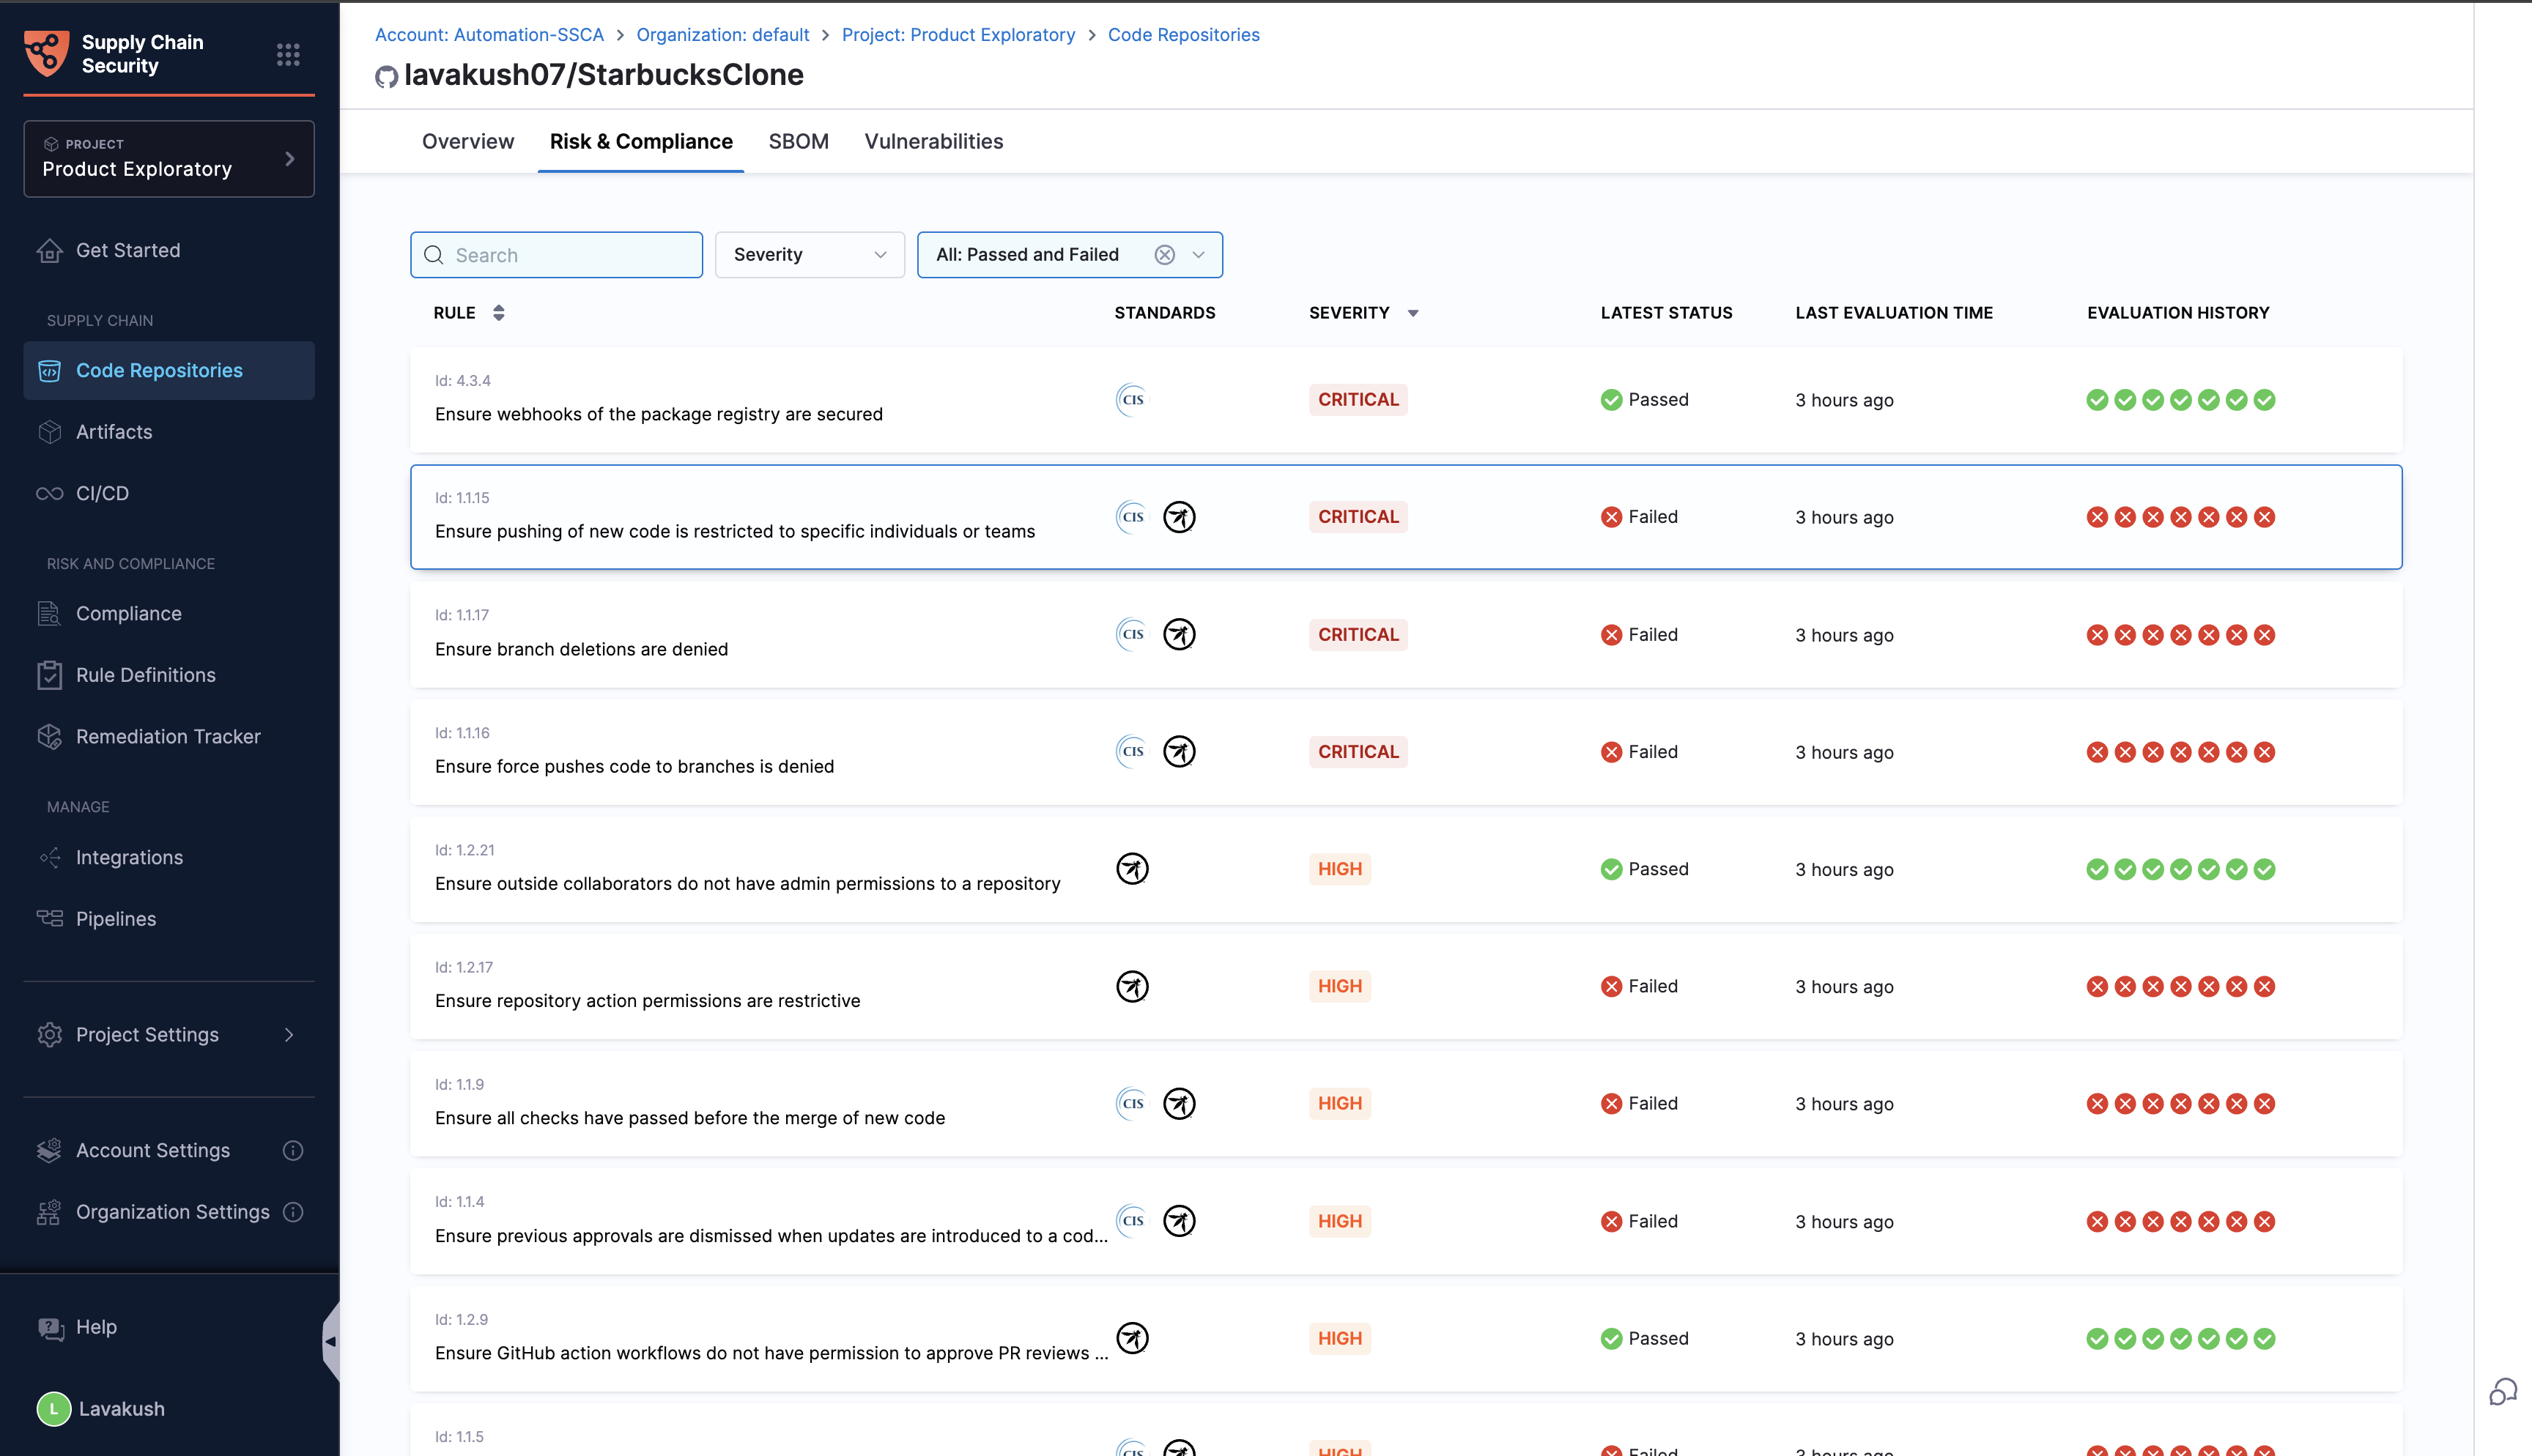 Supply Chain
Security
PROJECT
Product Exploratory
Get Started
SUPPLY CHAIN
Code Repositories
Artifacts
CI/CD
RISK AND COMPLIANCE
Compliance
Rule Definitions
Remediation Tracker
MANAGE
Integrations
Pipelines
Project Settings
Account Settings
Organization Settings
Help
L Lavakush
Account: Automation-SSCA > Organization: default > Project: Product Exploratory > Code Repositories
lavakush07/StarbucksClone
Overview Risk & Compliance SBOM Vulnerabilities
Search Severity All: Passed and Failed
RULE STANDARDS SEVERITY LATEST STATUS LAST EVALUATION TIME EVALUATION HISTORY
Id: 4.3.4
Ensure webhooks of the package registry are secured
CIS CRITICAL Passed 3 hours ago
Id: 1.1.15
Ensure pushing of new code is restricted to specific individuals or teams
CIS CRITICAL Failed 3 hours ago
Id: 1.1.17
Ensure branch deletions are denied
CIS CRITICAL Failed 3 hours ago
Id: 1.1.16
Ensure force pushes code to branches is denied
CIS CRITICAL Failed 3 hours ago
Id: 1.2.21
Ensure outside collaborators do not have admin permissions to a repository
HIGH Passed 3 hours ago
Id: 1.2.17
Ensure repository action permissions are restrictive
HIGH Failed 3 hours ago
Id: 1.1.9
Ensure all checks have passed before the merge of new code
CIS HIGH Failed 3 hours ago
Id: 1.1.4
Ensure previous approvals are dismissed when updates are introduced to a cod...
CIS HIGH Failed 3 hours ago
Id: 1.2.9
Ensure GitHub action workflows do not have permission to approve PR reviews ...
HIGH Passed 3 hours ago
Id: 1.1.5
CIS HIGH Failed 3 hours ago